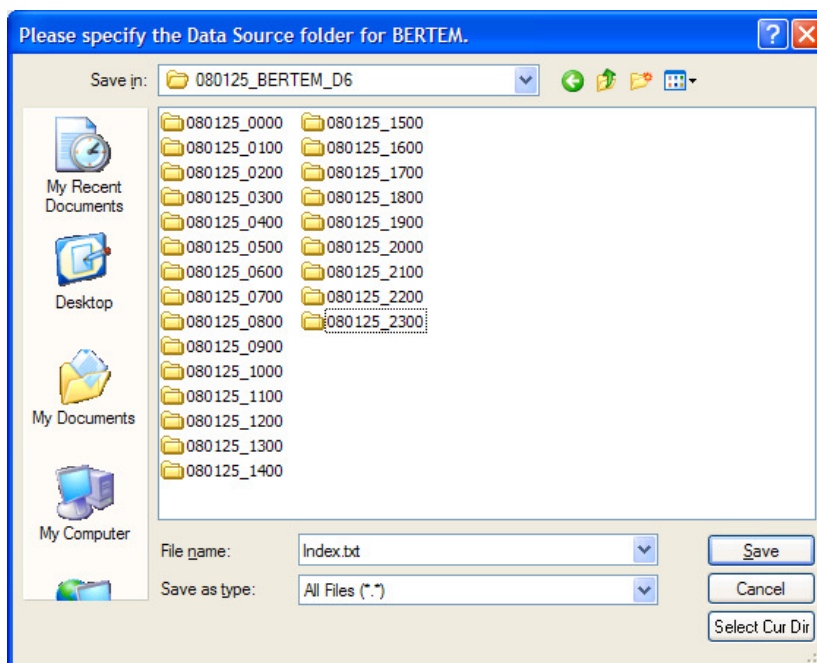 Please specify the Data Source folder for BERTEM.
Save in: 080125_BERTEM_D6
My Recent
Documents
Desktop
My Documents
My Computer
080125_0000
080125_0100
080125_0200
080125_0300
080125_0400
080125_0500
080125_0600
080125_0700
080125_0800
080125_0900
080125_1000
080125_1100
080125_1200
080125_1300
080125_1400
080125_1500
080125_1600
080125_1700
080125_1800
080125_1900
080125_2000
080125_2100
080125_2200
080125_2300
File name: Index.txt Save
Save as type: All Files (*.*) Cancel
Select Cur Dir